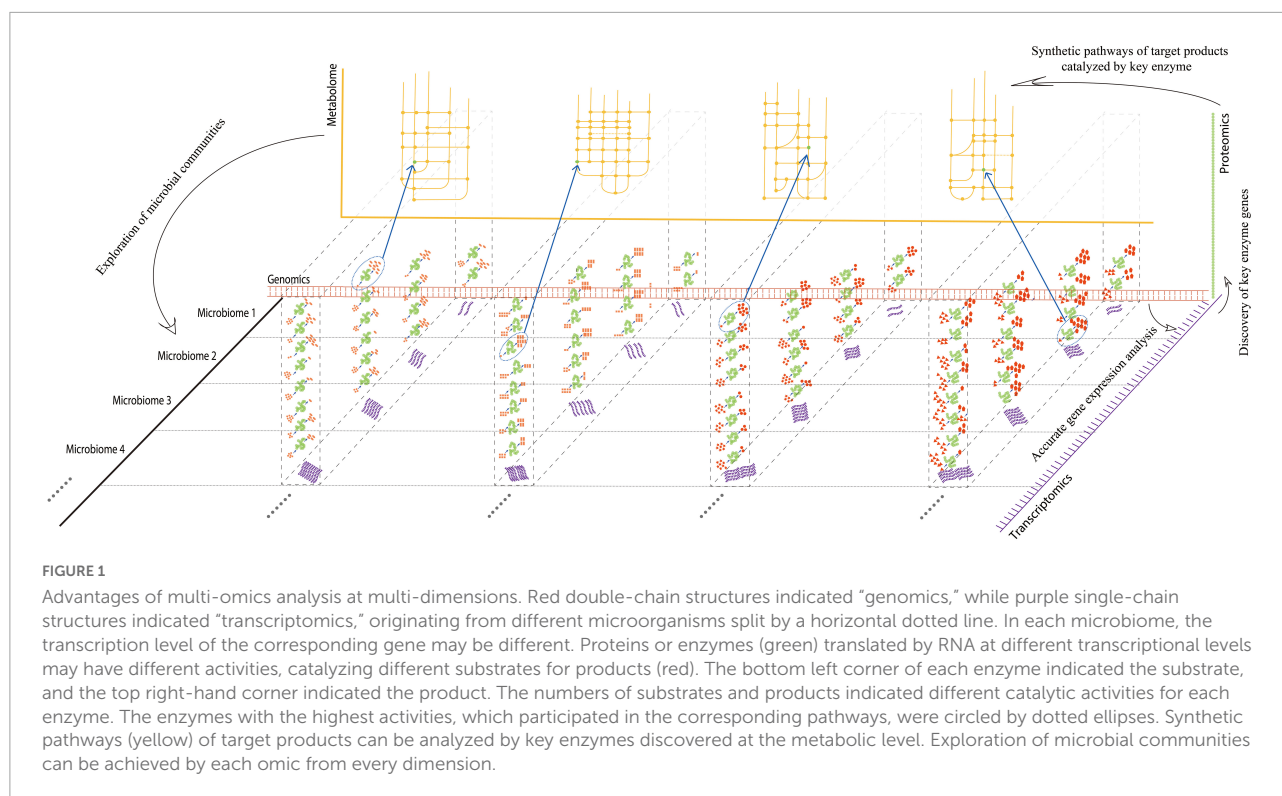 Synthetic pathways of target products
catalyzed by key enzyme
Metabolome
Proteomics
Exploration of microbial communities
Discovery of key enzyme genes
Genomics
Microbiome 1
Microbiome 2
Microbiome 3
Microbiome 4
Accurate gene expression analysis
Transcriptomics
FIGURE 1
Advantages of multi-omics analysis at multi-dimensions. Red double-chain structures indicated “genomics,” while purple single-chain
structures indicated “transcriptomics,” originating from different microorganisms split by a horizontal dotted line. In each microbiome, the
transcription level of the corresponding gene may be different. Proteins or enzymes (green) translated by RNA at different transcriptional levels
may have different activities, catalyzing different substrates for products (red). The bottom left corner of each enzyme indicated the substrate,
and the top right-hand corner indicated the product. The numbers of substrates and products indicated different catalytic activities for each
enzyme. The enzymes with the highest activities, which participated in the corresponding pathways, were circled by dotted ellipses. Synthetic
pathways (yellow) of target products can be analyzed by key enzymes discovered at the metabolic level. Exploration of microbial communities
can be achieved by each omic from every dimension.